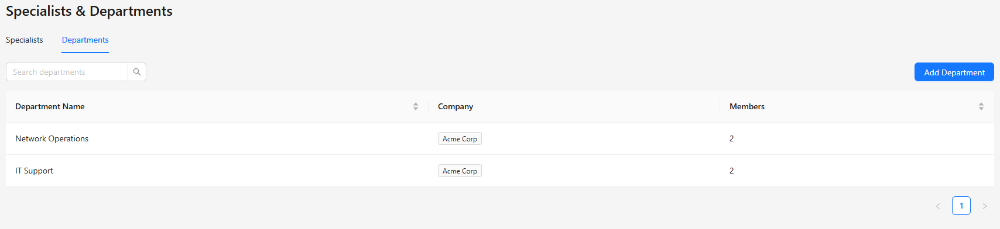 Specialists & Departments
Specialists Departments
Search departments Add Department
Department Name Company Members
Network Operations Acme Corp 2
IT Support Acme Corp 2
1